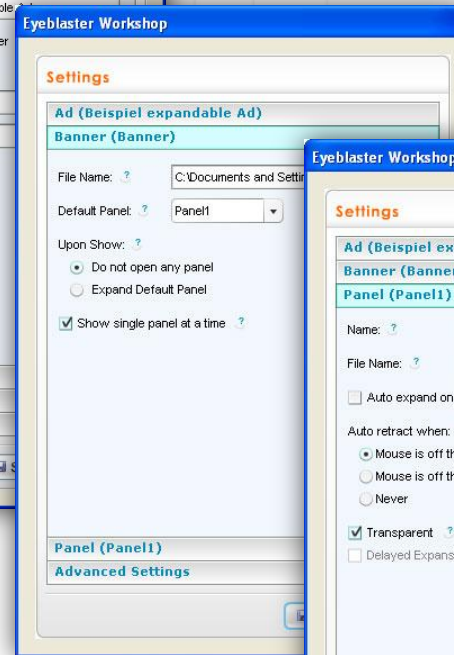 Eyeblaster Workshop
Settings
Ad (Beispiel expandable Ad)
Banner (Banner)
File Name: ?
C:\Documents and Settin
Default Panel: ?
Panel1
Upon Show: ?
Do not open any panel
Expand Default Panel
Show single panel at a time ?
Panel (Panel1)
Advanced Settings
Eyeblaster Workshop
Settings
Ad (Beispiel ex
Banner (Banner
Panel (Panel1)
Name: ?
File Name: ?
Auto expand on
Auto retract when:
Mouse is off th
Mouse is off th
Never
Transparent ?
Delayed Expans